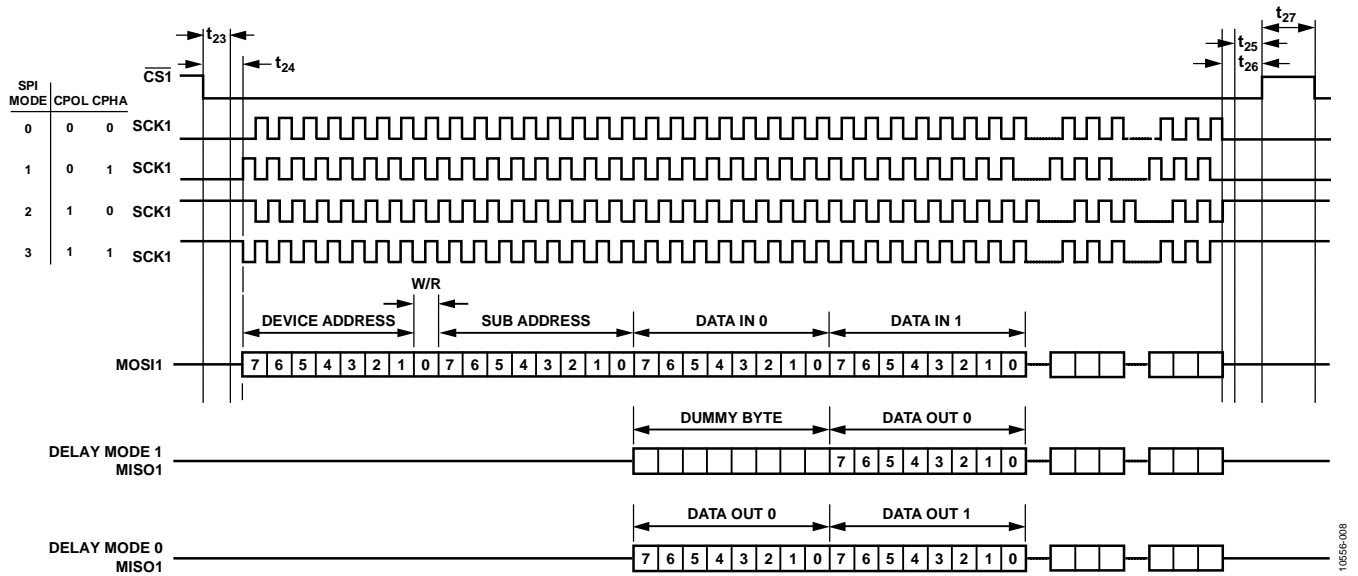 t23
t24
t27
t25
t26
CS1
SPI
MODE CPOL CPHA
0 0 0 SCK1
1 0 1 SCK1
2 1 0 SCK1
3 1 1 SCK1
W/R
DEVICE ADDRESS SUB ADDRESS DATA IN 0 DATA IN 1
MOSI1 7 6 5 4 3 2 1 0 7 6 5 4 3 2 1 0 7 6 5 4 3 2 1 0 7 6 5 4 3 2 1 0
DUMMY BYTE DATA OUT 0
DELAY MODE 1
MISO1
7 6 5 4 3 2 1 0
DATA OUT 0 DATA OUT 1
DELAY MODE 0
MISO1
7 6 5 4 3 2 1 0 7 6 5 4 3 2 1 0
10556-008